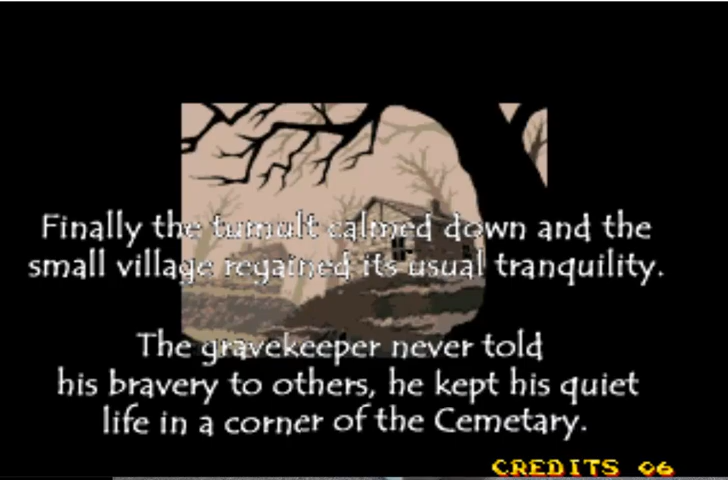 Finally the tumult calmed down and the
small village regained its usual tranquility.
The gravekeeper never told
his bravery to others, he kept his quiet
life in a corner of the Cemetary.
CREDITS 06